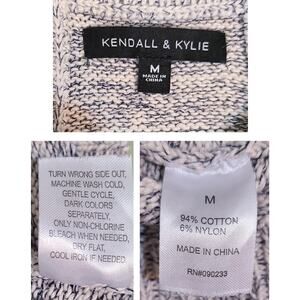 KENDALL & KYLIE
M
MADE IN
CHINA
TURN WRONG SIDE OUT,
MACHINE WASH COLD,
GENTLE CYCLE,
DARK COLORS
SEPARATELY,
ONLY NON-CHLORINE
BLEACH WHEN NEEDED,
DRY FLAT,
COOL IRON IF NEEDED
M
94% COTTON
6% NYLON
MADE IN CHINA
RN#090233